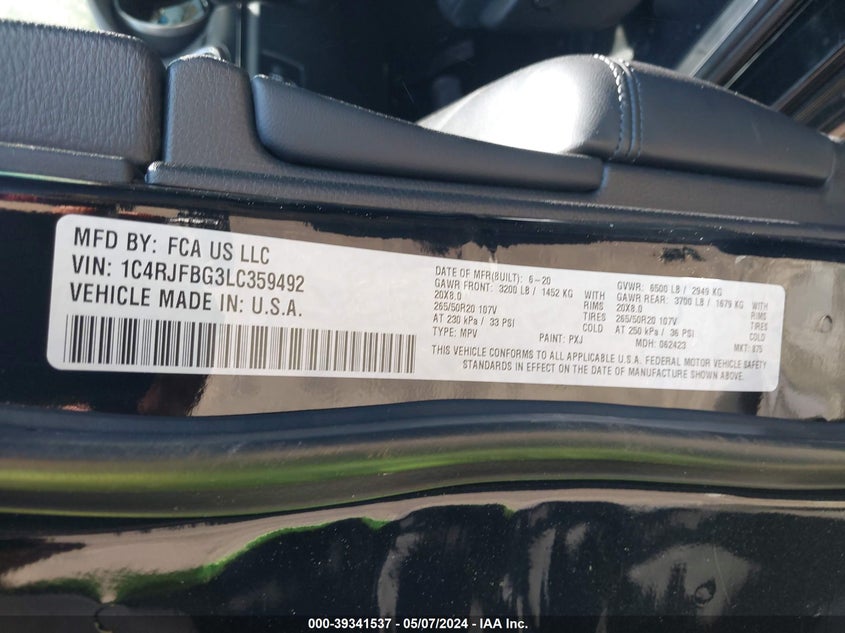 MFD BY: FCA US LLC
VIN: 1C4RJFBG3LC359492
VEHICLE MADE IN: U.S.A.
DATE OF MFR(BUILT): 6-20
GAWR FRONT: 3200 LB / 1452 KG WITH
20X8.0 RIMS
265/50R20 107V TIRES
AT 230 kPa / 33 PSI COLD
TYPE: MPV PAINT: PXJ
GVWR: 6500 LB / 2949 KG
GAWR REAR: 3700 LB / 1679 KG WITH
20X8.0 RIMS
265/50R20 107V TIRES
AT 250 kPa / 36 PSI COLD
MDH: 062423 MKT: 875
THIS VEHICLE CONFORMS TO ALL APPLICABLE U.S.A. FEDERAL MOTOR VEHICLE SAFETY
STANDARDS IN EFFECT ON THE DATE OF MANUFACTURE SHOWN ABOVE.
000-39341537 - 05/07/2024 - IAA Inc.